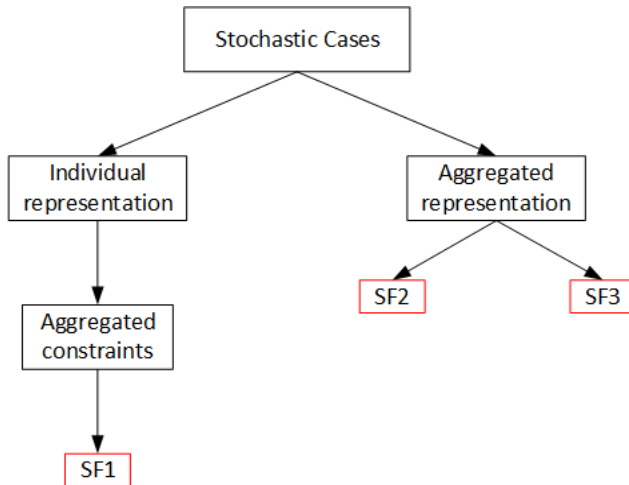 Stochastic Cases
Individual
representation
Aggregated
representation
SF2
SF3
Aggregated
constraints
SF1